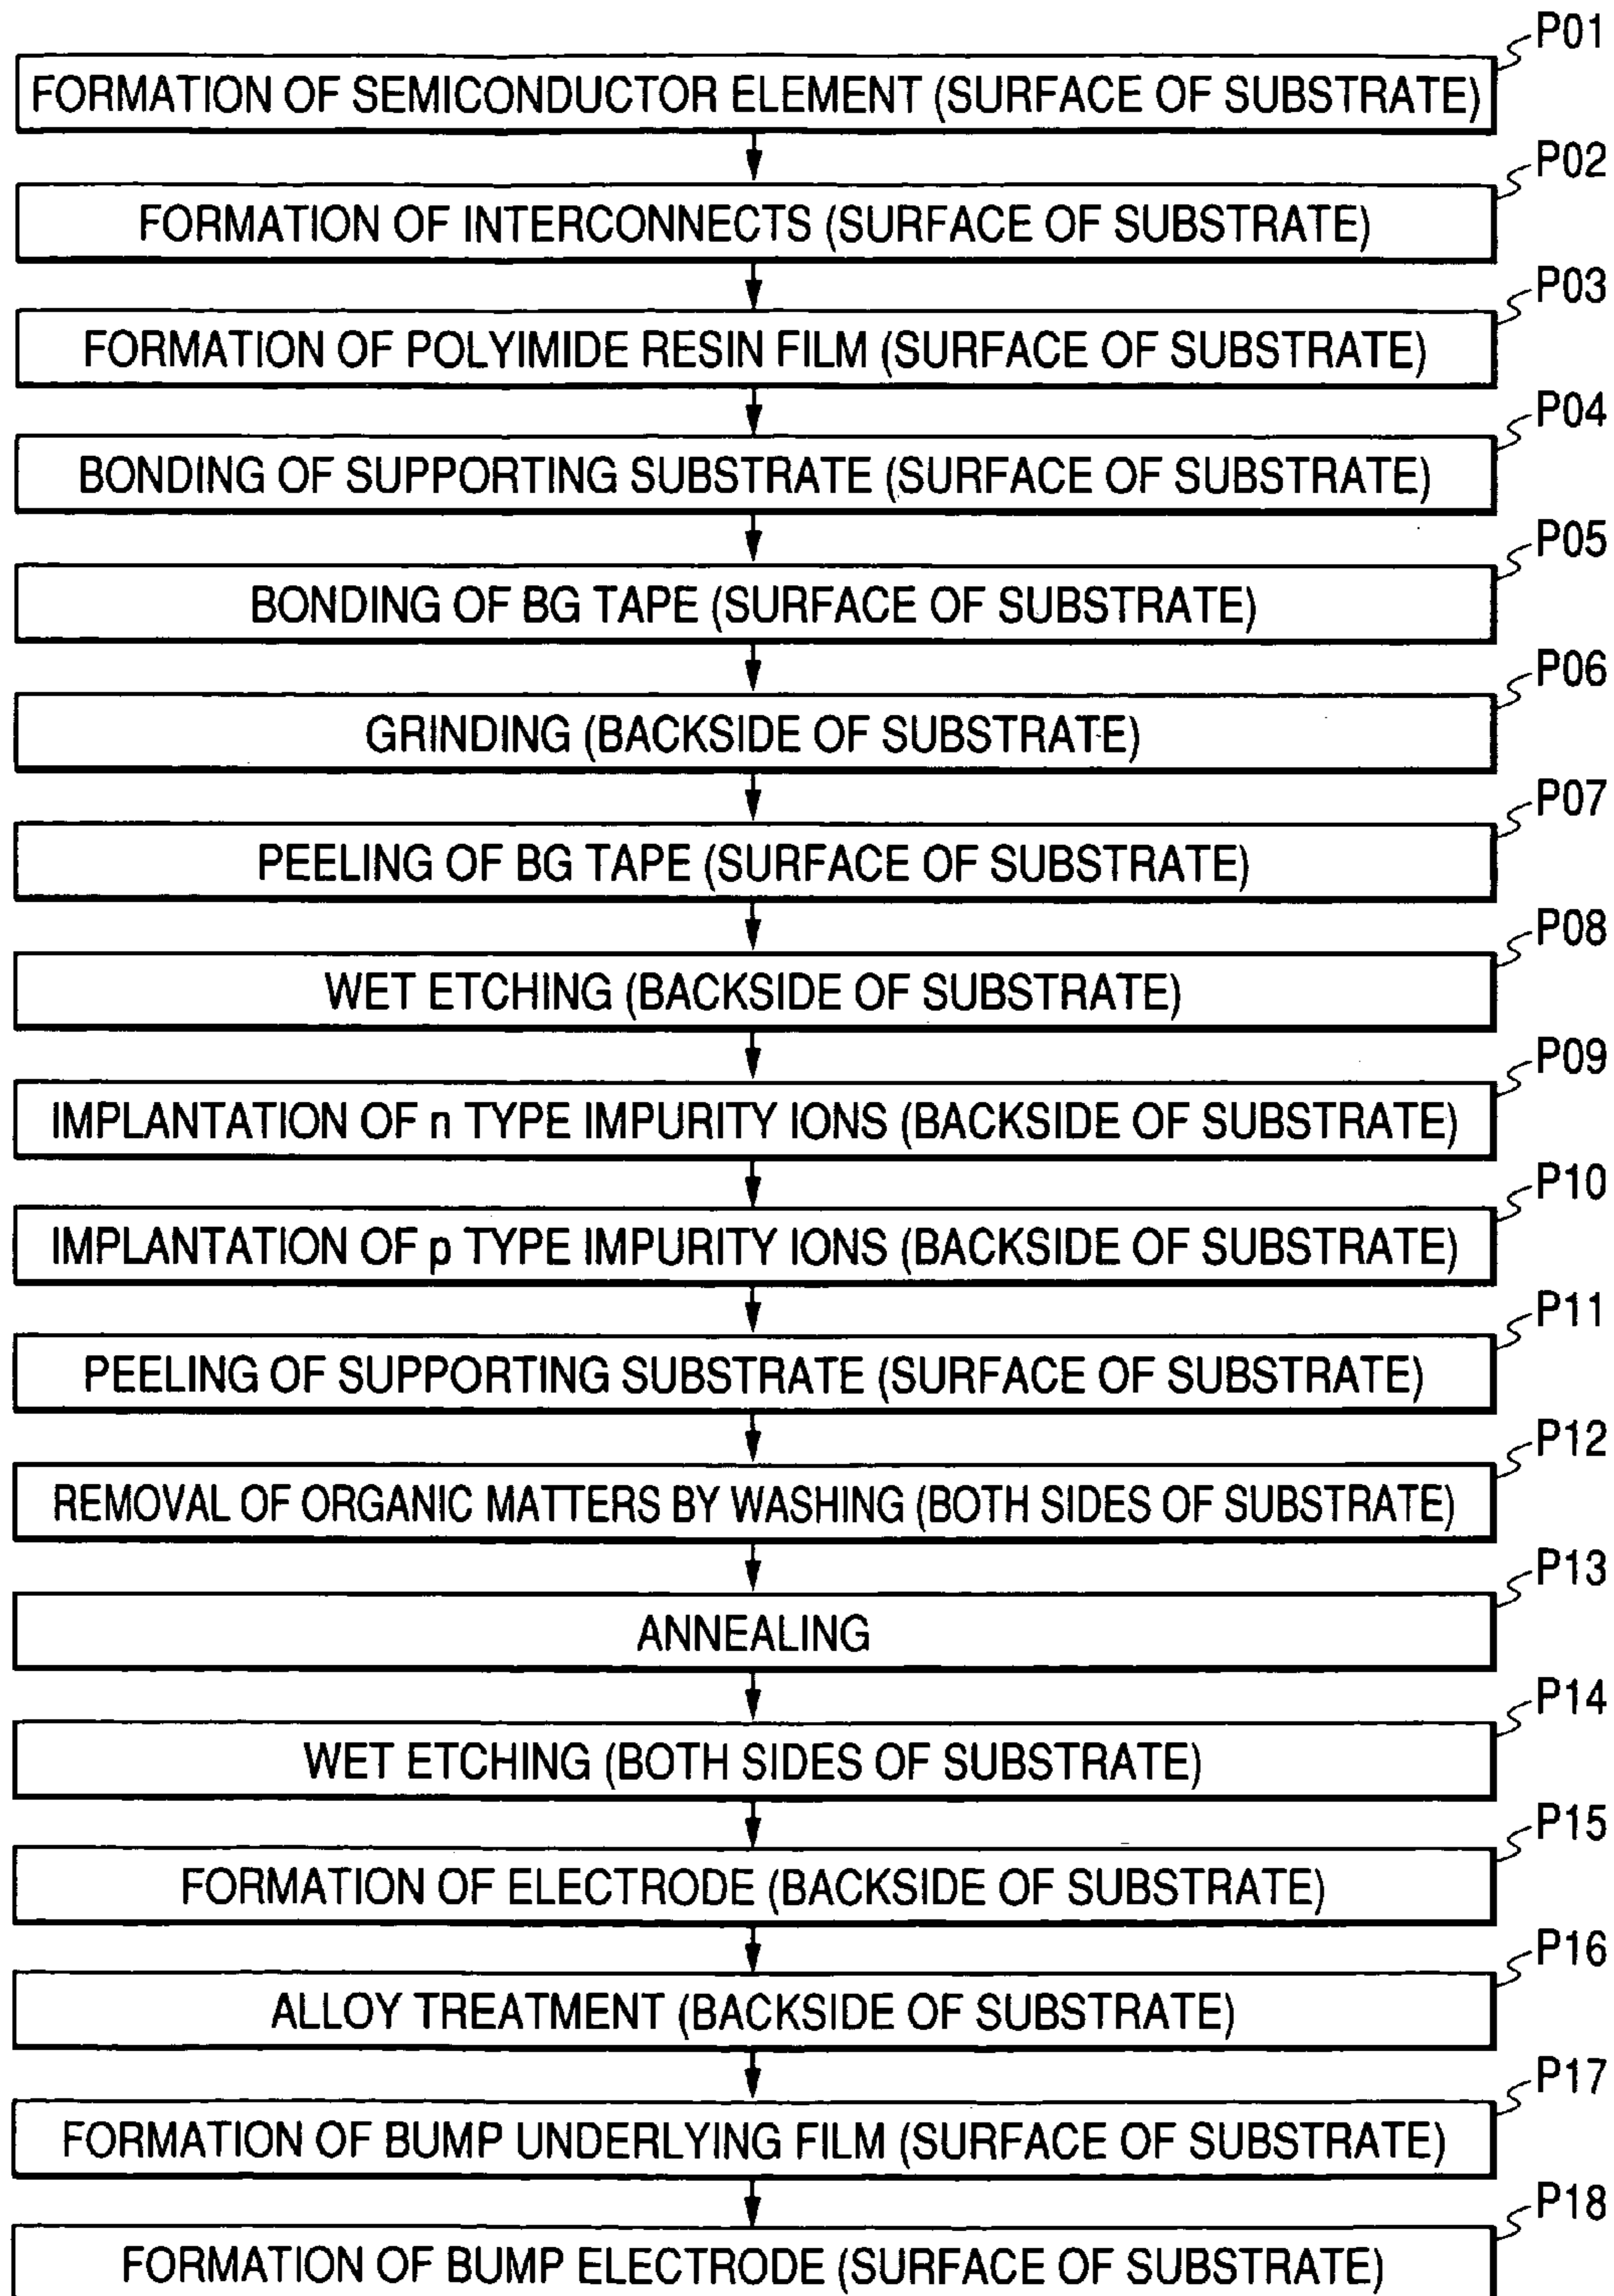 P01
FORMATION OF SEMICONDUCTOR ELEMENT (SURFACE OF SUBSTRATE)
P02
FORMATION OF INTERCONNECTS (SURFACE OF SUBSTRATE)
P03
FORMATION OF POLYIMIDE RESIN FILM (SURFACE OF SUBSTRATE)
P04
BONDING OF SUPPORTING SUBSTRATE (SURFACE OF SUBSTRATE)
P05
BONDING OF BG TAPE (SURFACE OF SUBSTRATE)
P06
GRINDING (BACKSIDE OF SUBSTRATE)
P07
PEELING OF BG TAPE (SURFACE OF SUBSTRATE)
P08
WET ETCHING (BACKSIDE OF SUBSTRATE)
P09
IMPLANTATION OF n TYPE IMPURITY IONS (BACKSIDE OF SUBSTRATE)
P10
IMPLANTATION OF p TYPE IMPURITY IONS (BACKSIDE OF SUBSTRATE)
P11
PEELING OF SUPPORTING SUBSTRATE (SURFACE OF SUBSTRATE)
P12
REMOVAL OF ORGANIC MATTERS BY WASHING (BOTH SIDES OF SUBSTRATE)
P13
ANNEALING
P14
WET ETCHING (BOTH SIDES OF SUBSTRATE)
P15
FORMATION OF ELECTRODE (BACKSIDE OF SUBSTRATE)
P16
ALLOY TREATMENT (BACKSIDE OF SUBSTRATE)
P17
FORMATION OF BUMP UNDERLYING FILM (SURFACE OF SUBSTRATE)
P18
FORMATION OF BUMP ELECTRODE (SURFACE OF SUBSTRATE)